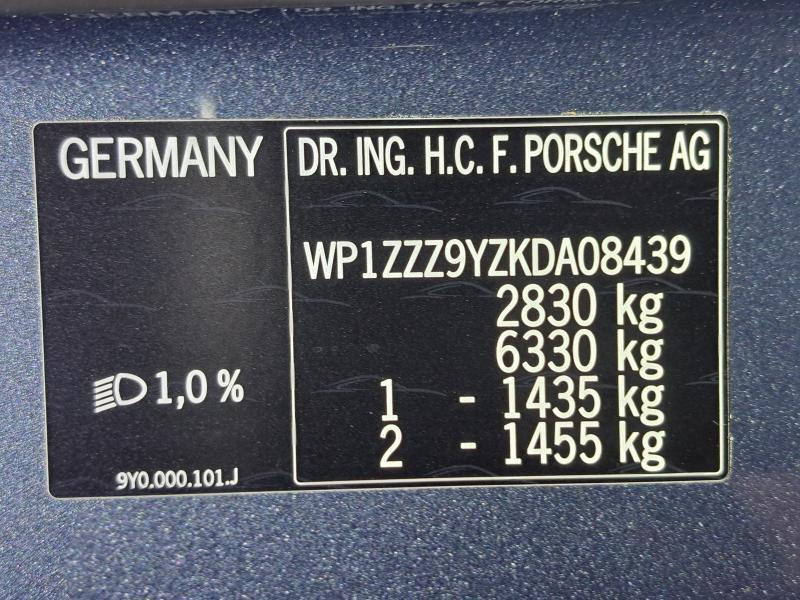 GERMANY
DR. ING. H.C. F. PORSCHE AG
WP1ZZZ9YZKDA08439
2830 kg
6330 kg
1 - 1435 kg
2 - 1455 kg
1,0 %
9Y0.000.101.J